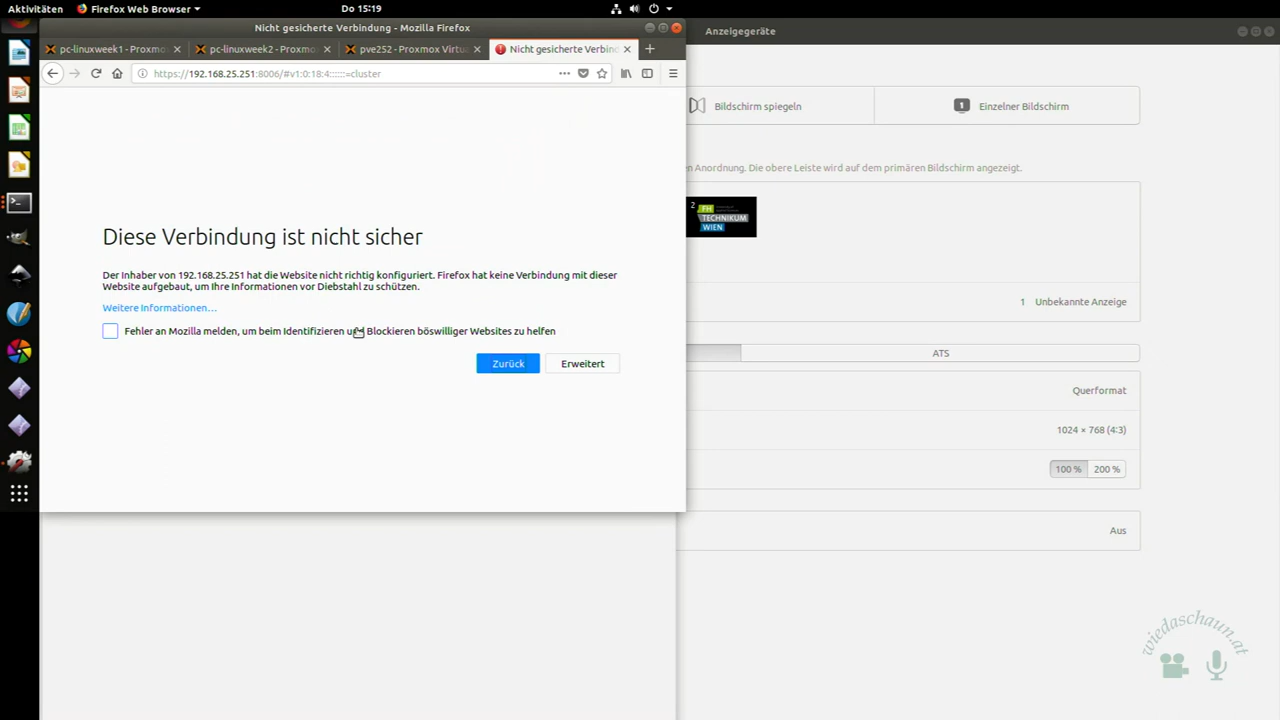 Aktivitäten
Firefox Web Browser
Do 15:19
Nicht gesicherte Verbindung - Mozilla Firefox
Anzeigegeräte
pc-linuxweek1 - Proxmo
pc-linuxweek2 - Proxmo
pve252 - Proxmox Virtu
Nicht gesicherte Verbin
https://192.168.25.251:8006/#v1:0:18:4::::::=cluster
Bildschirm spiegeln
1 Einzelner Bildschirm
n Anordnung. Die obere Leiste wird auf dem primären Bildschirm angezeigt.
2
FH
TECHNIKUM
WIEN
Diese Verbindung ist nicht sicher
Der Inhaber von 192.168.25.251 hat die Website nicht richtig konfiguriert. Firefox hat keine Verbindung mit dieser
Website aufgebaut, um Ihre Informationen vor Diebstahl zu schützen.
Weitere Informationen…
1 Unbekannte Anzeige
Fehler an Mozilla melden, um beim Identifizieren und Blockieren böswilliger Websites zu helfen
ATS
Zurück
Erweitert
Querformat
1024 × 768 (4:3)
100 %
200 %
Aus
wiedaschaun.at